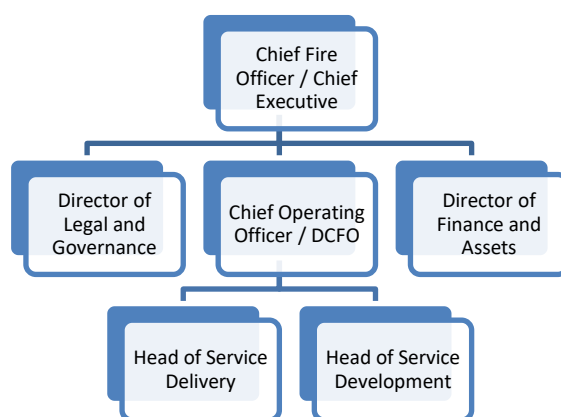 Chief Fire
Officer / Chief
Executive
Director of
Legal and
Governance
Chief Operating
Officer / DCFO
Director of
Finance and
Assets
Head of Service
Delivery
Head of Service
Development